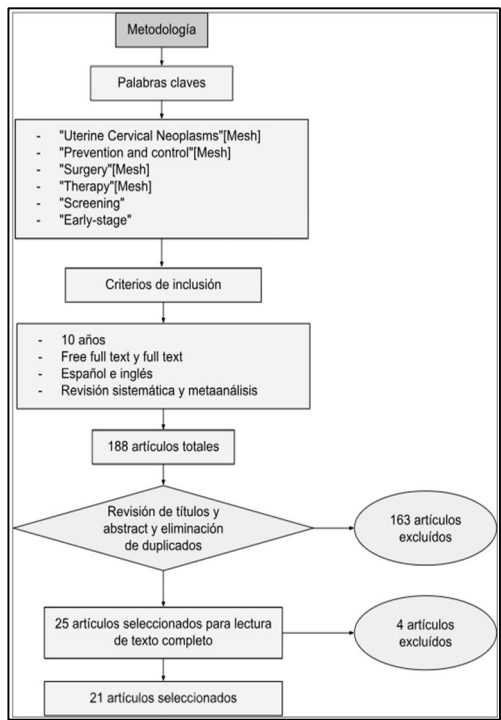 Metodología
Palabras claves
- "Uterine Cervical Neoplasms"[Mesh]
- "Prevention and control"[Mesh]
- "Surgery"[Mesh]
- "Therapy"[Mesh]
- "Screening"
- "Early-stage"
Criterios de inclusión
- 10 años
- Free full text y full text
- Español e inglés
- Revisión sistemática y metaanálisis
188 artículos totales
Revisión de títulos y
abstract y eliminación
de duplicados
163 artículos
excluídos
25 artículos seleccionados para lectura
de texto completo
4 artículos
excluídos
21 artículos seleccionados